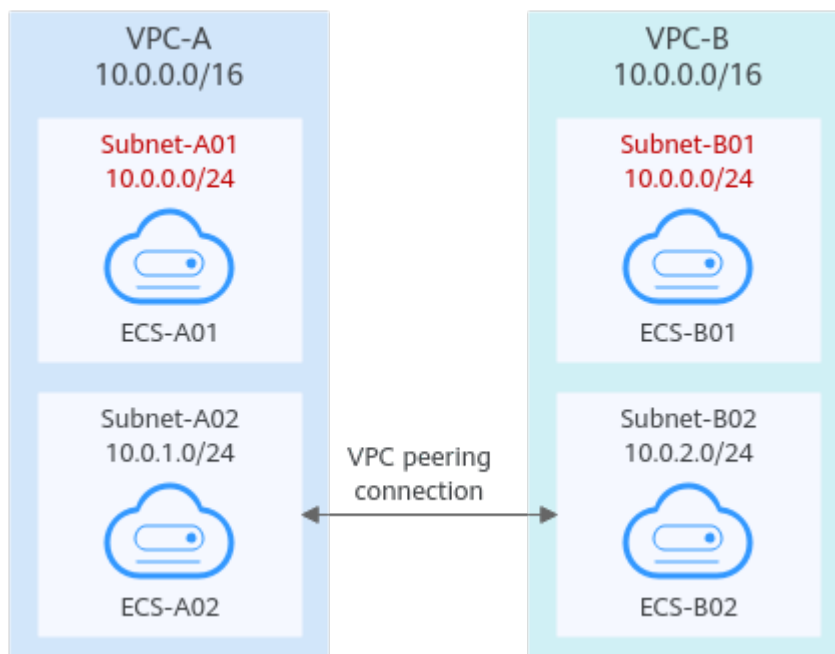 VPC-A
10.0.0.0/16
Subnet-A01
10.0.0.0/24
ECS-A01
Subnet-A02
10.0.1.0/24
ECS-A02
VPC peering
connection
VPC-B
10.0.0.0/16
Subnet-B01
10.0.0.0/24
ECS-B01
Subnet-B02
10.0.2.0/24
ECS-B02